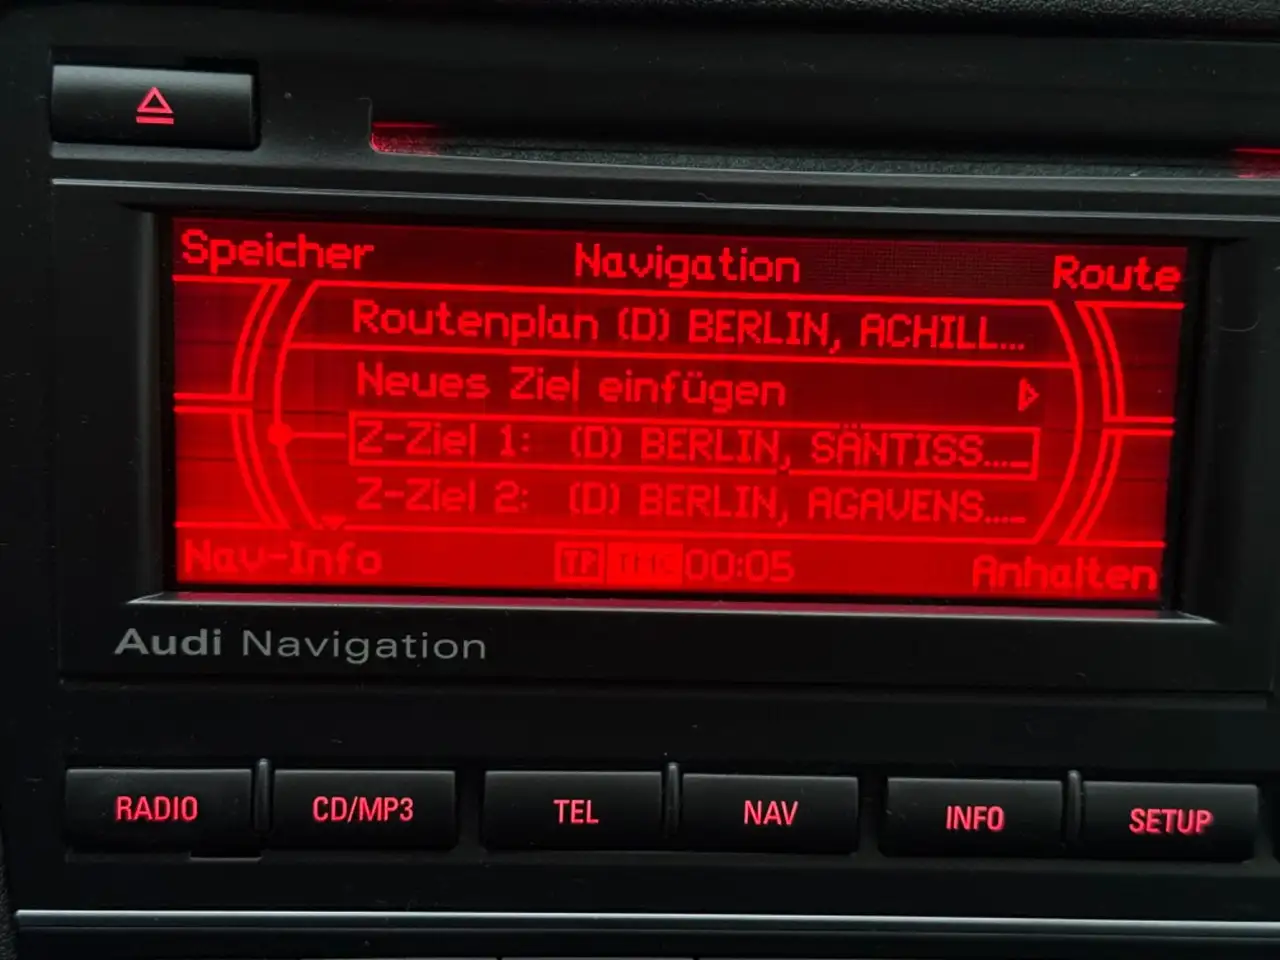 Speicher Navigation Route
Routenplan (D) BERLIN, ACHILL...
Neues Ziel einfügen
Z-Ziel 1: (D) BERLIN, SÄNTISS...
Z-Ziel 2: (D) BERLIN, AGAVENS...
Nav-Info TP 00:05 Anhalten
Audi Navigation
RADIO CD/MP3 TEL NAV INFO SETUP